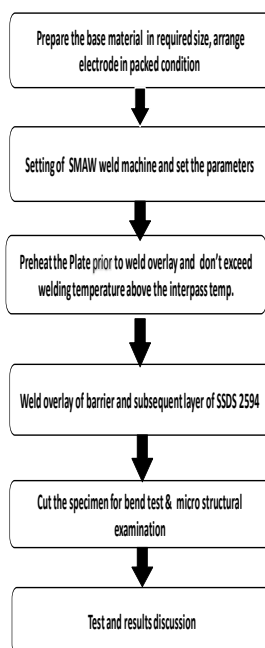 Prepare the base material in required size, arrange
electrode in packed condition
Setting of SMAW weld machine and set the parameters
Preheat the Plate prior to weld overlay and don't exceed
welding temperature above the interpass temp.
Weld overlay of barrier and subsequent layer of SSDS 2594
Cut the specimen for bend test & micro structural
examination
Test and results discussion